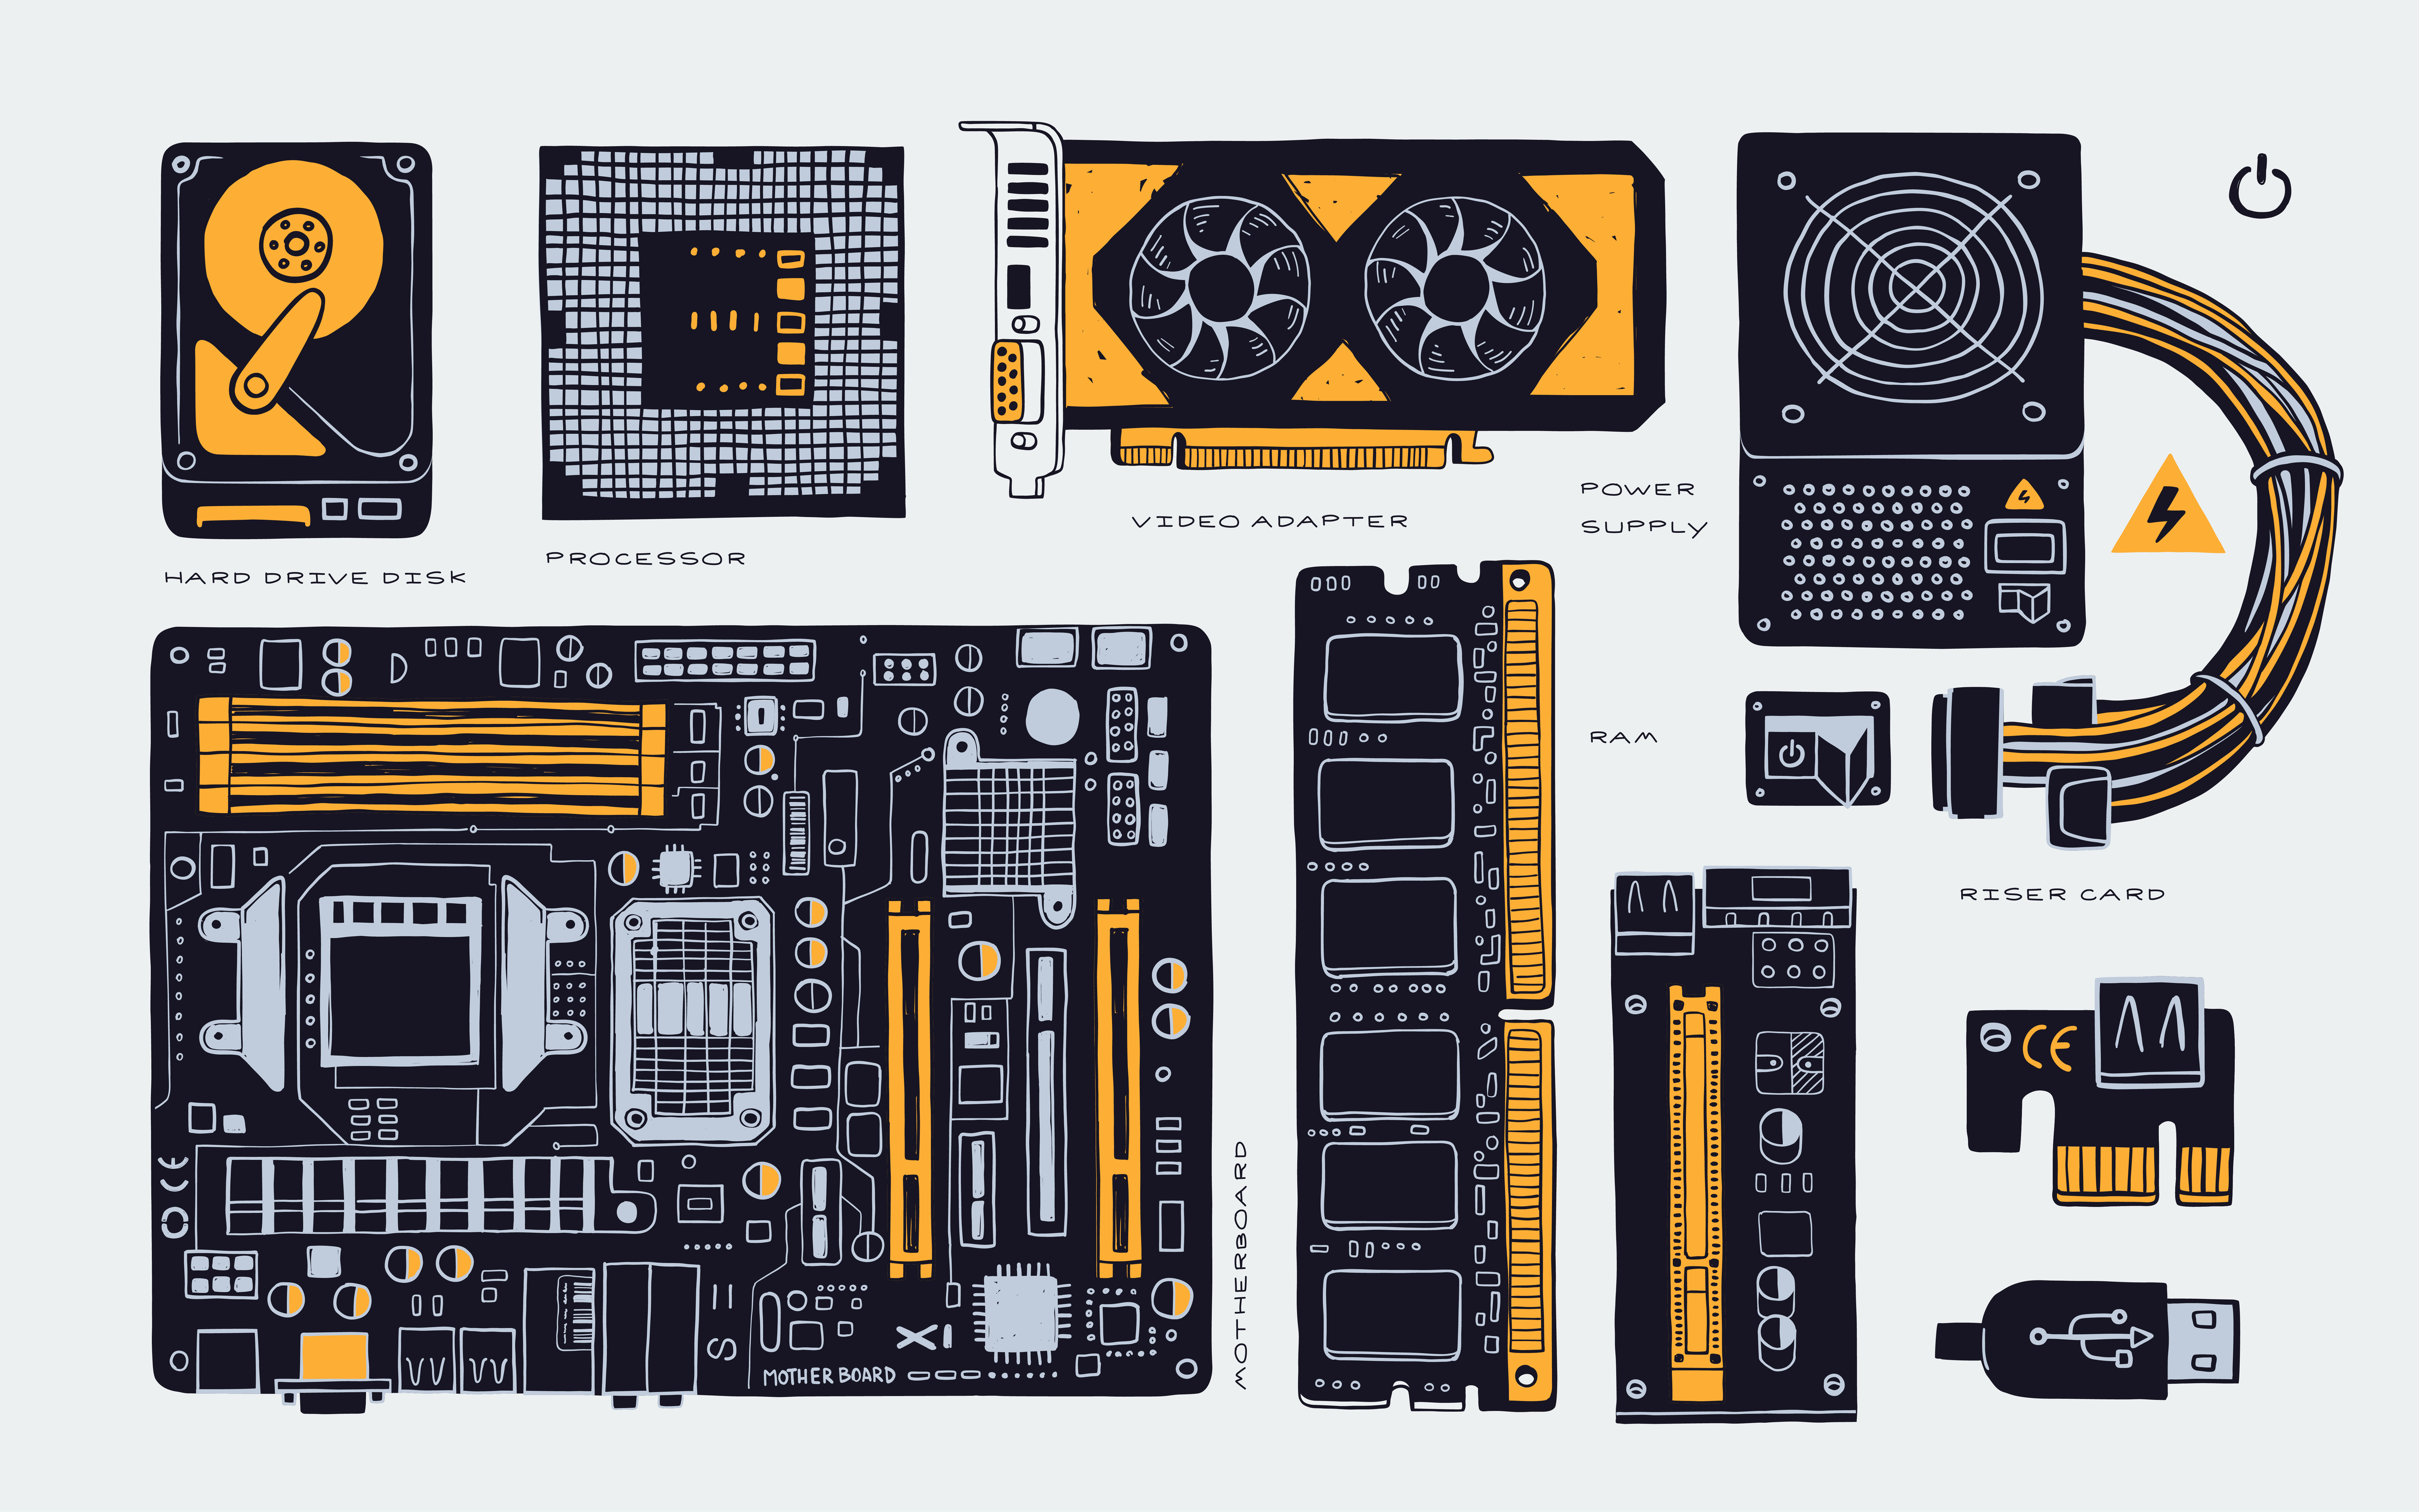 HARD DRIVE DISK
PROCESSOR
VIDEO ADAPTER
POWER
SUPPLY
RAM
RISER CARD
CE
MOTHERBOARD
CE
S
X
MOTHER BOARD